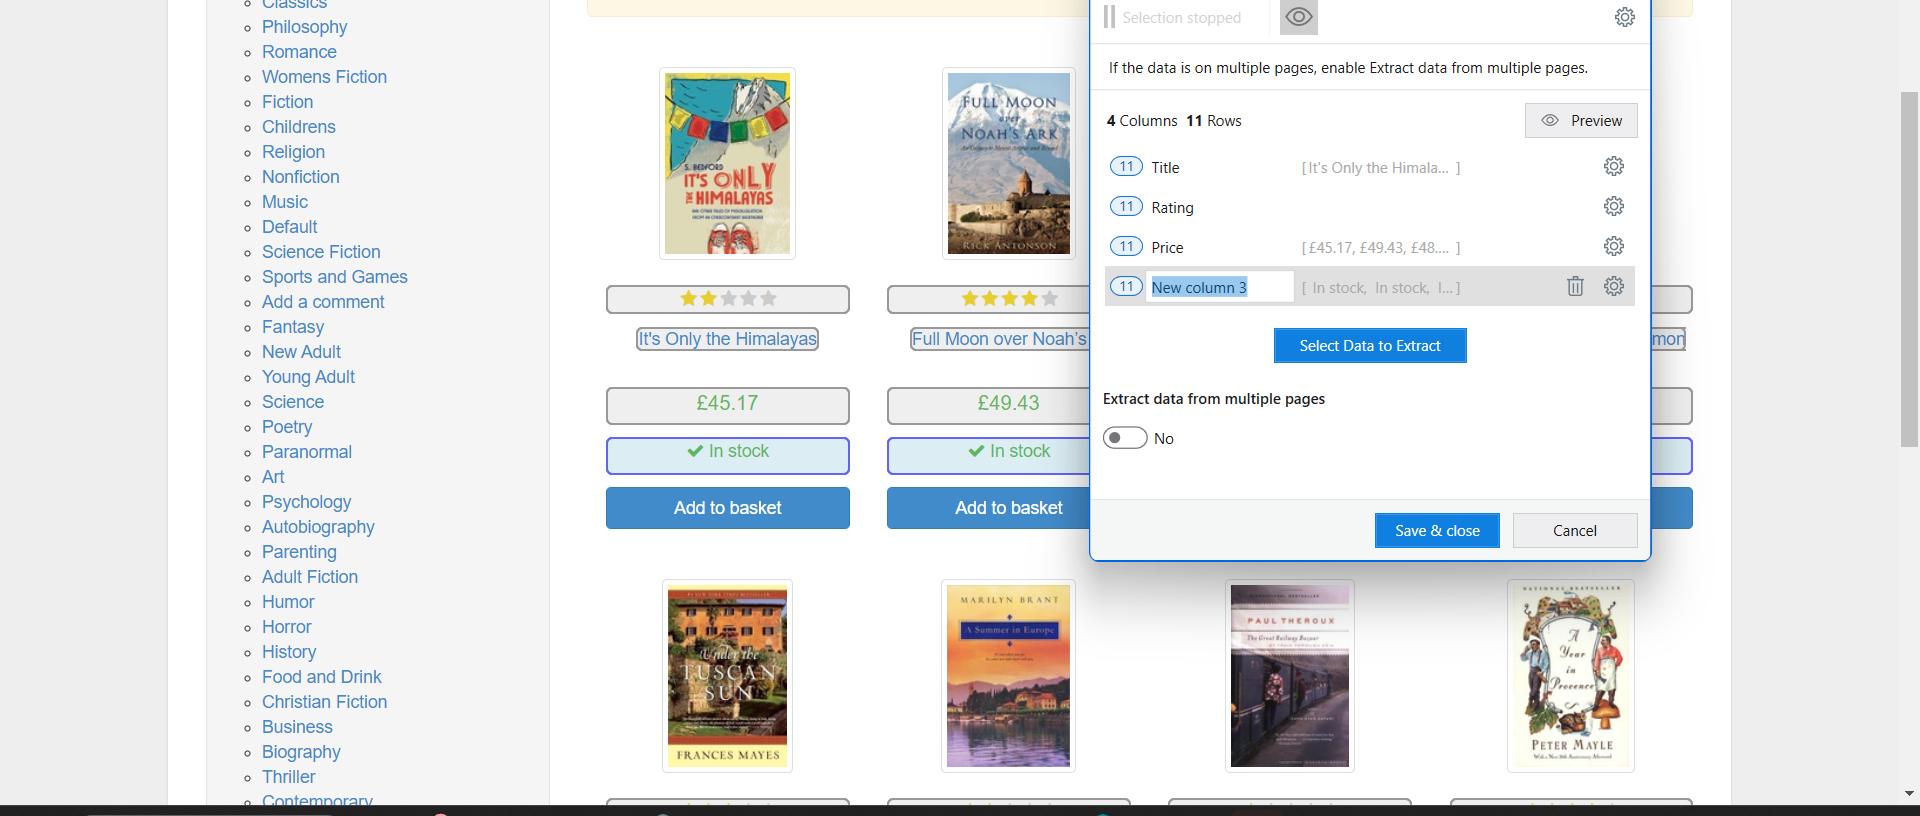 Classics
Philosophy
Romance
Womens Fiction
Fiction
Childrens
Religion
Nonfiction
Music
Default
Science Fiction
Sports and Games
Add a comment
Fantasy
New Adult
Young Adult
Science
Poetry
Paranormal
Art
Psychology
Autobiography
Parenting
Adult Fiction
Humor
Horror
History
Food and Drink
Christian Fiction
Business
Biography
Thriller
Contemporary
S. BEDFORD
IT'S ONLY
THE HIMALAYAS
FULL MOON
over
NOAH'S ARK
RICK ANTONSON
It's Only the Himalayas
Full Moon over Noah's
mon
£45.17
£49.43
In stock
In stock
Add to basket
Add to basket
Under the
TUSCAN
SUN
FRANCES MAYES
MARILYN BRANT
A Summer in Europe
PAUL THEROUX
The Great Railway Bazaar
NATIONAL BESTSELLER
A
Year
in
Provence
PETER MAYLE
Selection stopped
If the data is on multiple pages, enable Extract data from multiple pages.
4 Columns 11 Rows
Preview
11 Title [ It's Only the Himala... ]
11 Rating
11 Price [ £45.17, £49.43, £48.... ]
11 New column 3 [ In stock, In stock, I... ]
Select Data to Extract
Extract data from multiple pages
No
Save & close
Cancel